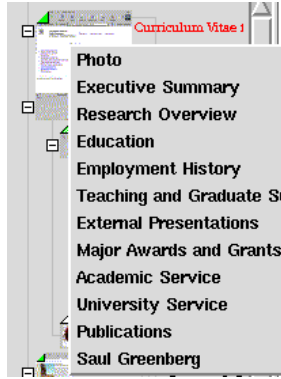 Curriculum Vitae 1
Photo
Executive Summary
Research Overview
Education
Employment History
Teaching and Graduate Su
External Presentations
Major Awards and Grants
Academic Service
University Service
Publications
Saul Greenberg